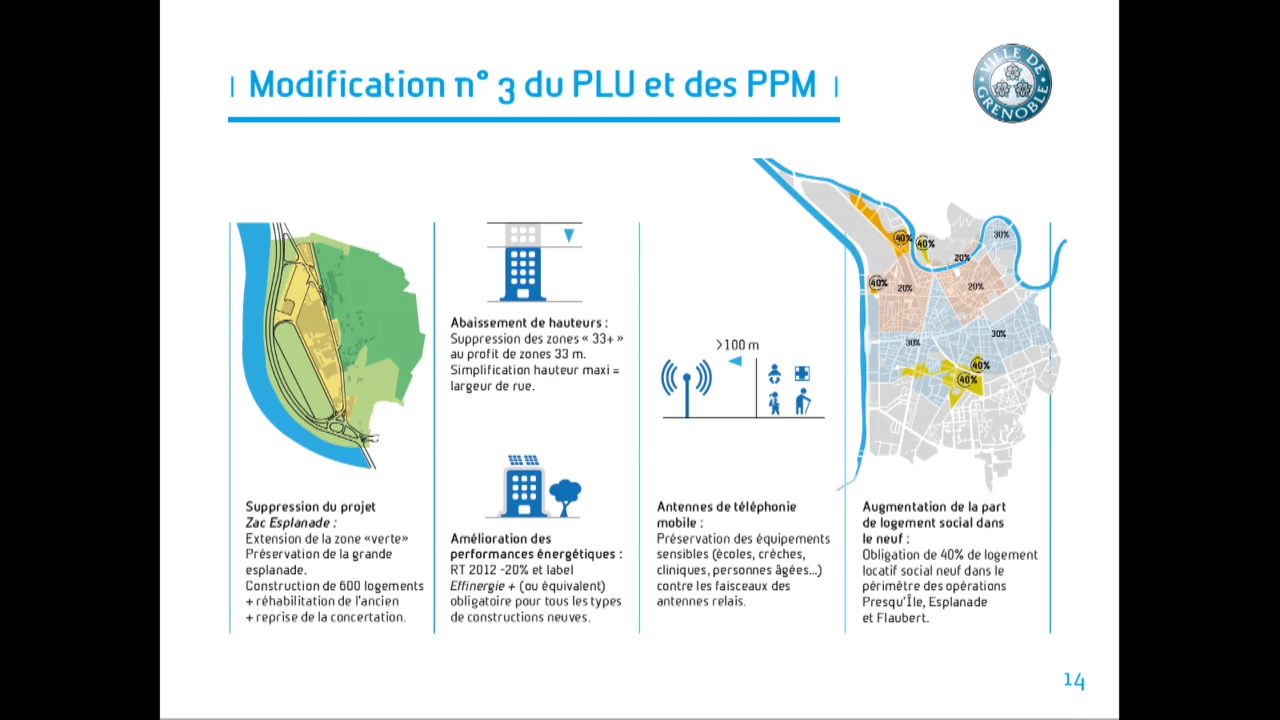 Modification n° 3 du PLU et des PPM
VILLE DE
GRENOBLE
Suppression du projet
Zac Esplanade :
Extension de la zone «verte»
Préservation de la grande
esplanade.
Construction de 600 logements
+ réhabilitation de l'ancien
+ reprise de la concertation.
Abaissement de hauteurs :
Suppression des zones « 33+ »
au profit de zones 33 m.
Simplification hauteur maxi =
largeur de rue.
Amélioration des
performances énergétiques :
RT 2012 -20% et label
Effinergie + (ou équivalent)
obligatoire pour tous les types
de constructions neuves.
>100 m
Antennes de téléphonie
mobile :
Préservation des équipements
sensibles (écoles, crèches,
cliniques, personnes âgées...)
contre les faisceaux des
antennes relais.
40%
40%
30%
20%
40%
20%
20%
30%
30%
40%
40%
Augmentation de la part
de logement social dans
le neuf :
Obligation de 40% de logement
locatif social neuf dans le
périmètre des opérations
Presqu'Île, Esplanade
et Flaubert.
14